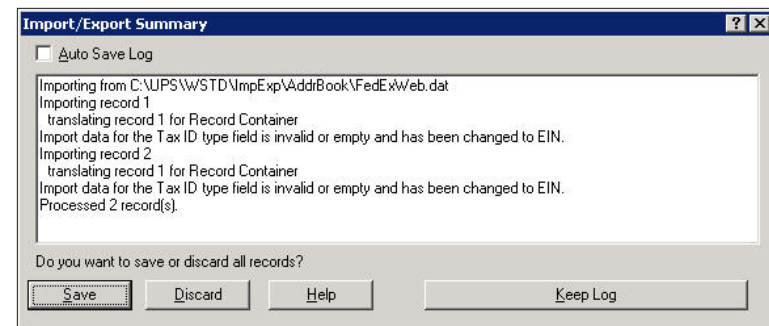 Import/Export Summary
Auto Save Log
Importing from C:\UPS\WSTD\ImpExp\AddrBook\FedExWeb.dat
Importing record 1
translating record 1 for Record Container
Import data for the Tax ID type field is invalid or empty and has been changed to EIN.
Importing record 2
translating record 1 for Record Container
Import data for the Tax ID type field is invalid or empty and has been changed to EIN.
Processed 2 record(s).
Do you want to save or discard all records?
Save Discard Help Keep Log